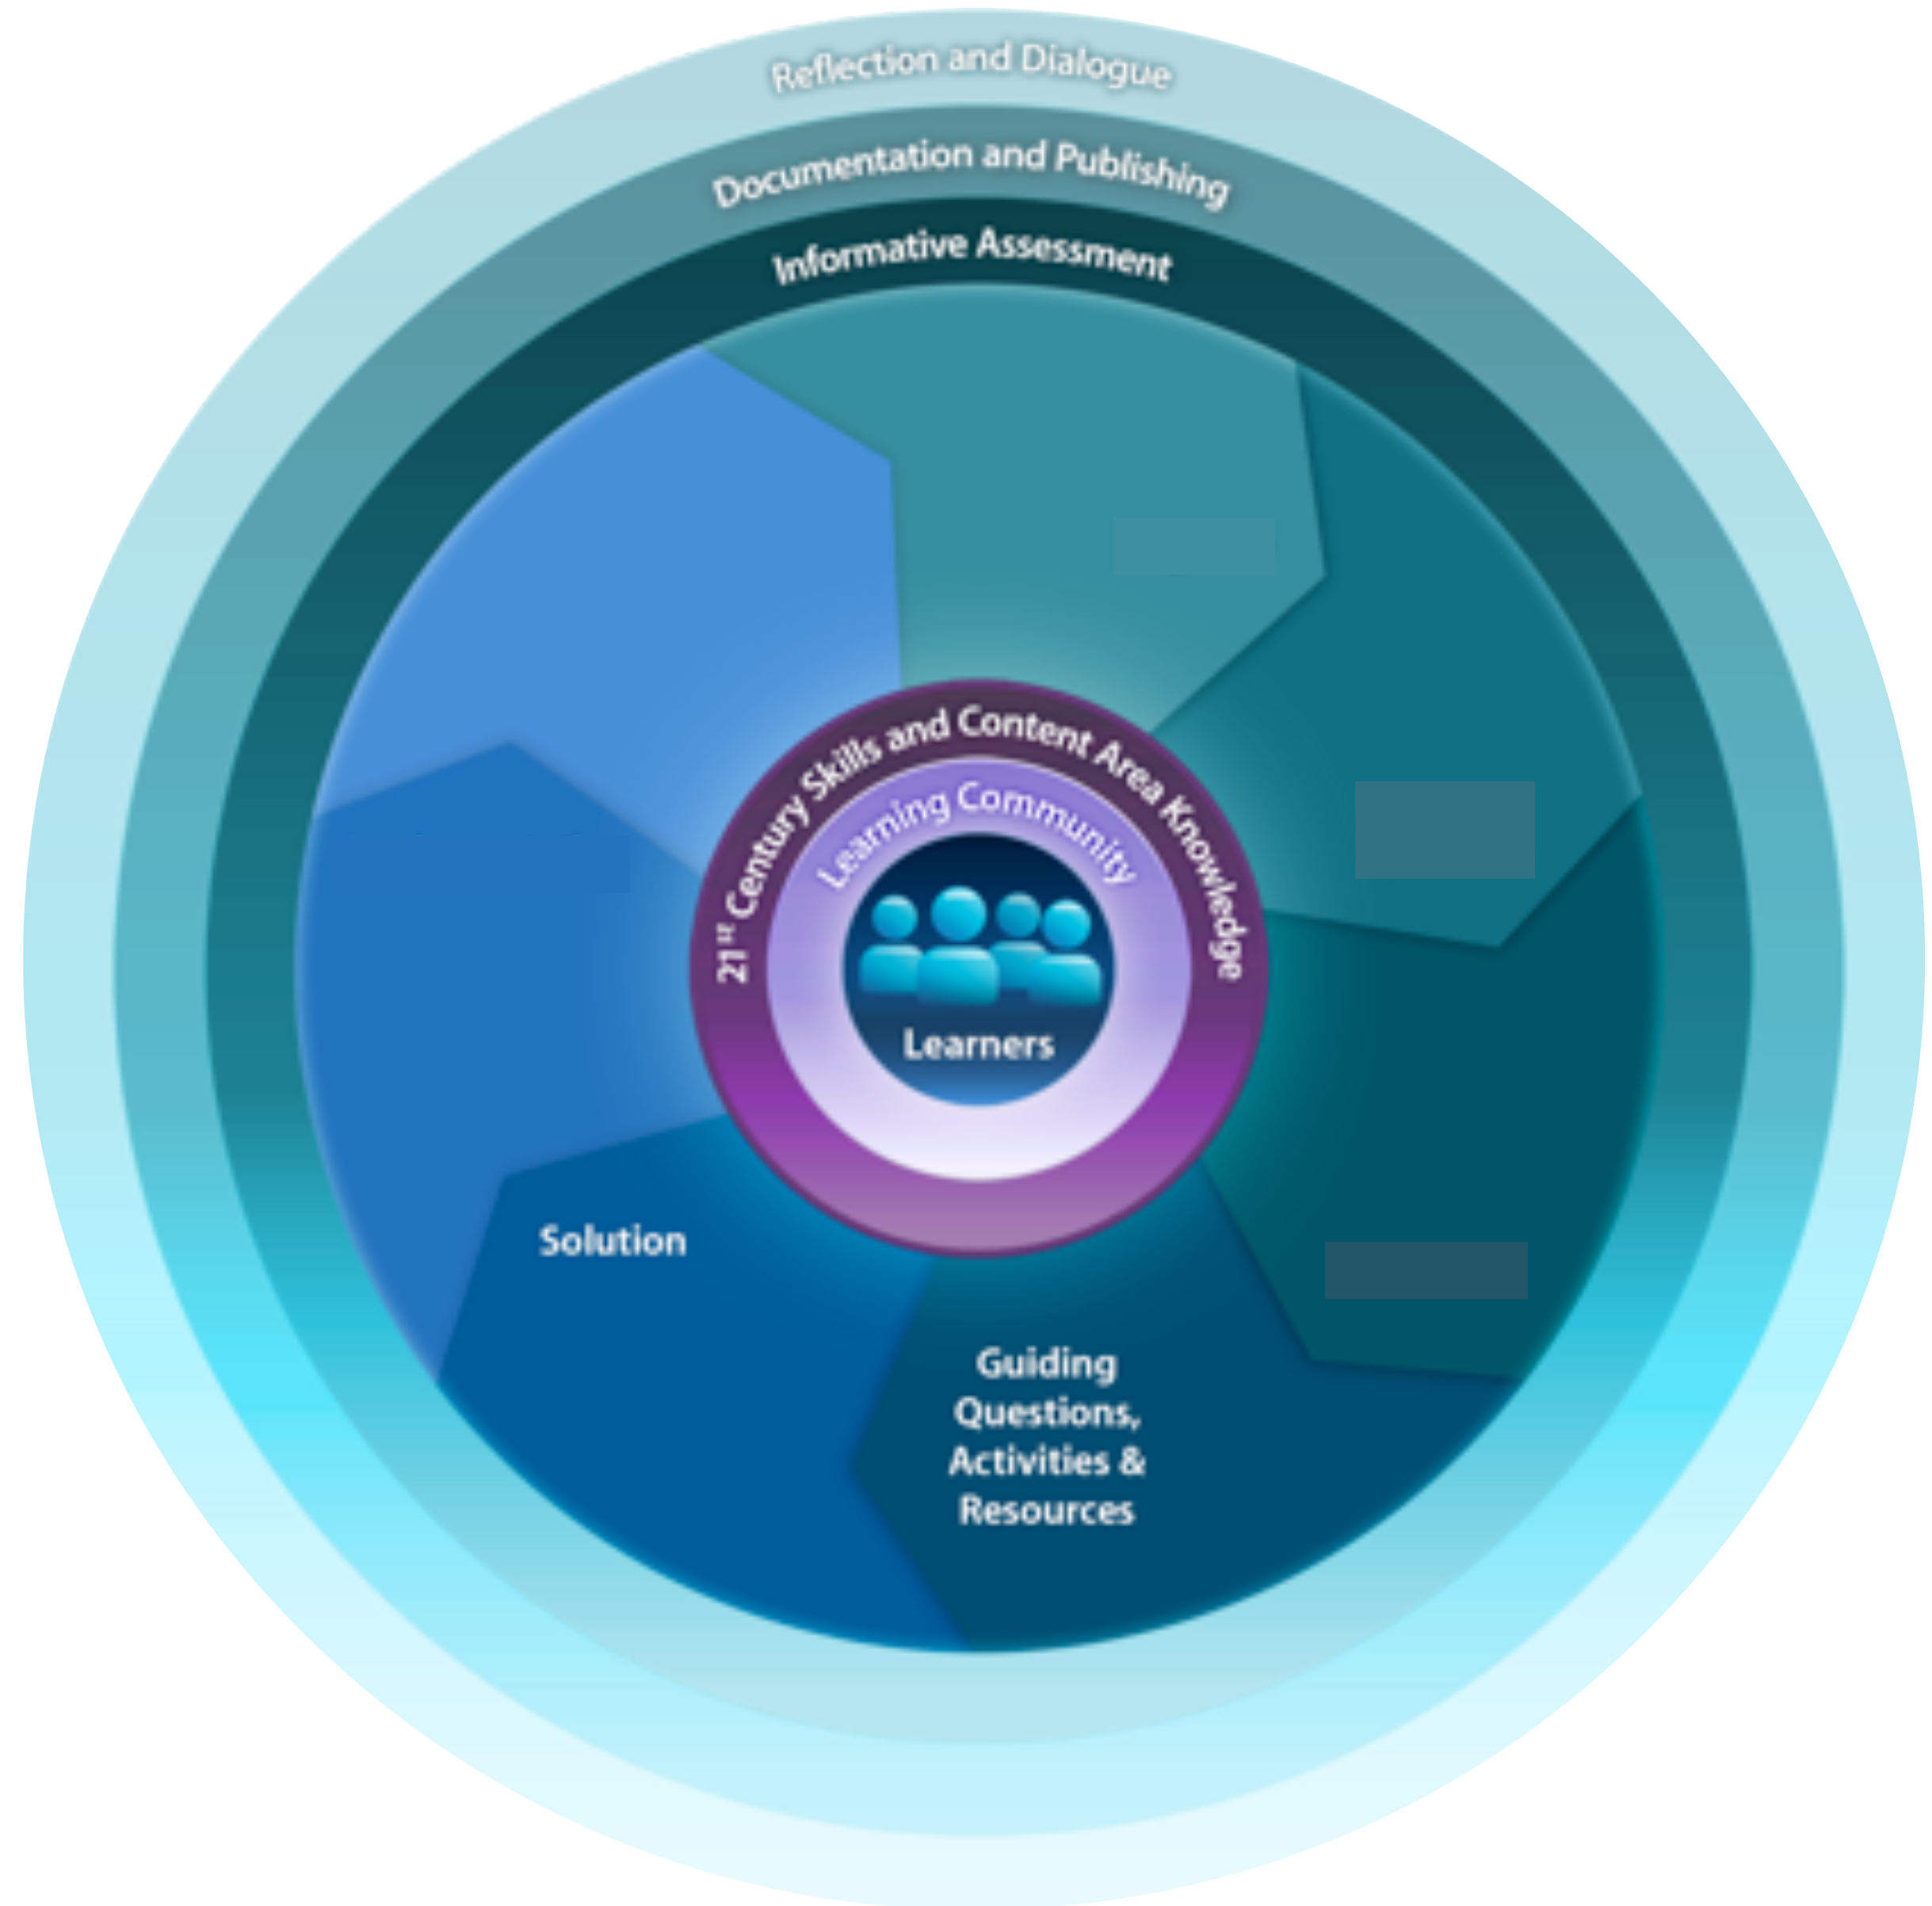 Reflection and Dialogue
Documentation and Publishing
Informative Assessment
21st Century Skills and Content Area Knowledge
Learning Community
Learners
Solution
Guiding
Questions,
Activities &
Resources